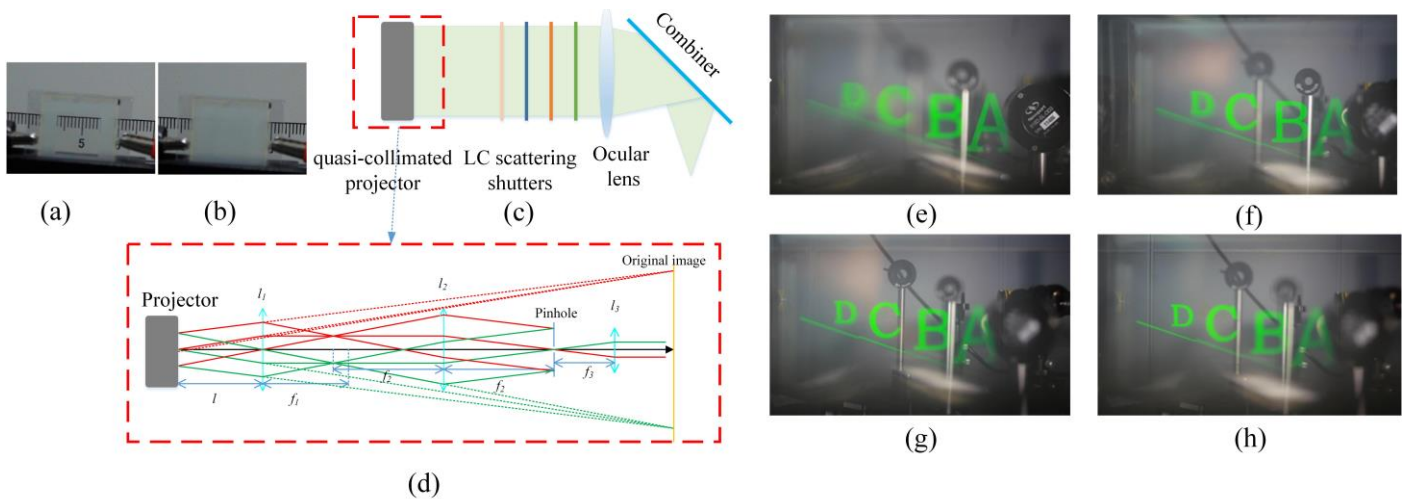 5
(a)
(b)
quasi-collimated
projector
LC scattering
shutters
Ocular
lens
Combiner
(c)
Projector
l1
l2
Pinhole
l3
Original image
l
f1
f2
f2
f3
(d)
D C B A
(e)
D C B A
(f)
D C B A
(g)
D C B A
(h)